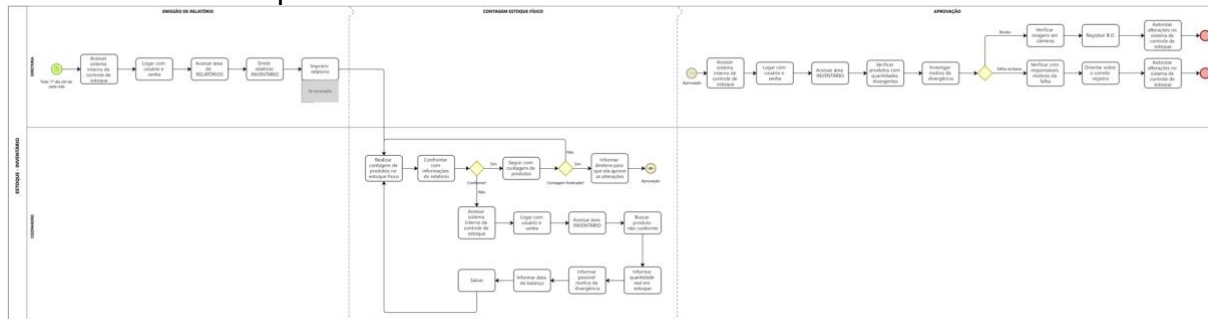 EMISSÃO DE RELATÓRIO
CONTAGEM ESTOQUE FÍSICO
APROVAÇÃO
ESTOQUE - INVENTÁRIO
DIRETORIA
Todo 1º dia útil de
cada mês
Acessar
sistema
interno de
controle de
estoque
Logar com
usuário e
senha
Acessar área
de
RELATÓRIOS
Emitir
relatório
INVENTÁRIO
Imprimir
relatório
Se necessário
Aprovação
Acessar
sistema
interno de
controle de
estoque
Logar com
usuário e
senha
Acessar área
INVENTÁRIO
Verificar
produtos com
quantidades
divergentes
Investigar
motivo da
divergência
Roubo
Verificar
imagens em
câmeras
Registrar B.O.
Autorizar
alterações no
sistema de
controle de
estoque
Falha na baixa
Verificar com
responsáveis
motivos da
falha
Orientar sobre
o correto
registro
Autorizar
alterações no
sistema de
controle de
estoque
COZINHEIRO
Realizar
contagem de
produtos no
estoque físico
Confrontar
com
informações
do relatório
Conforme?
Sim
Seguir com
contagem de
produtos
Não
Contagem finalizada?
Sim
Informar
diretoria para
que ela aprove
as alterações
Aprovação
Não
Acessar
sistema
interno de
controle de
estoque
Logar com
usuário e
senha
Acessar área
INVENTÁRIO
Buscar
produto
não-conforme
Salvar
Informar data
do balanço
Informar
possível
motivo da
divergência
Informar
quantidade
real em
estoque